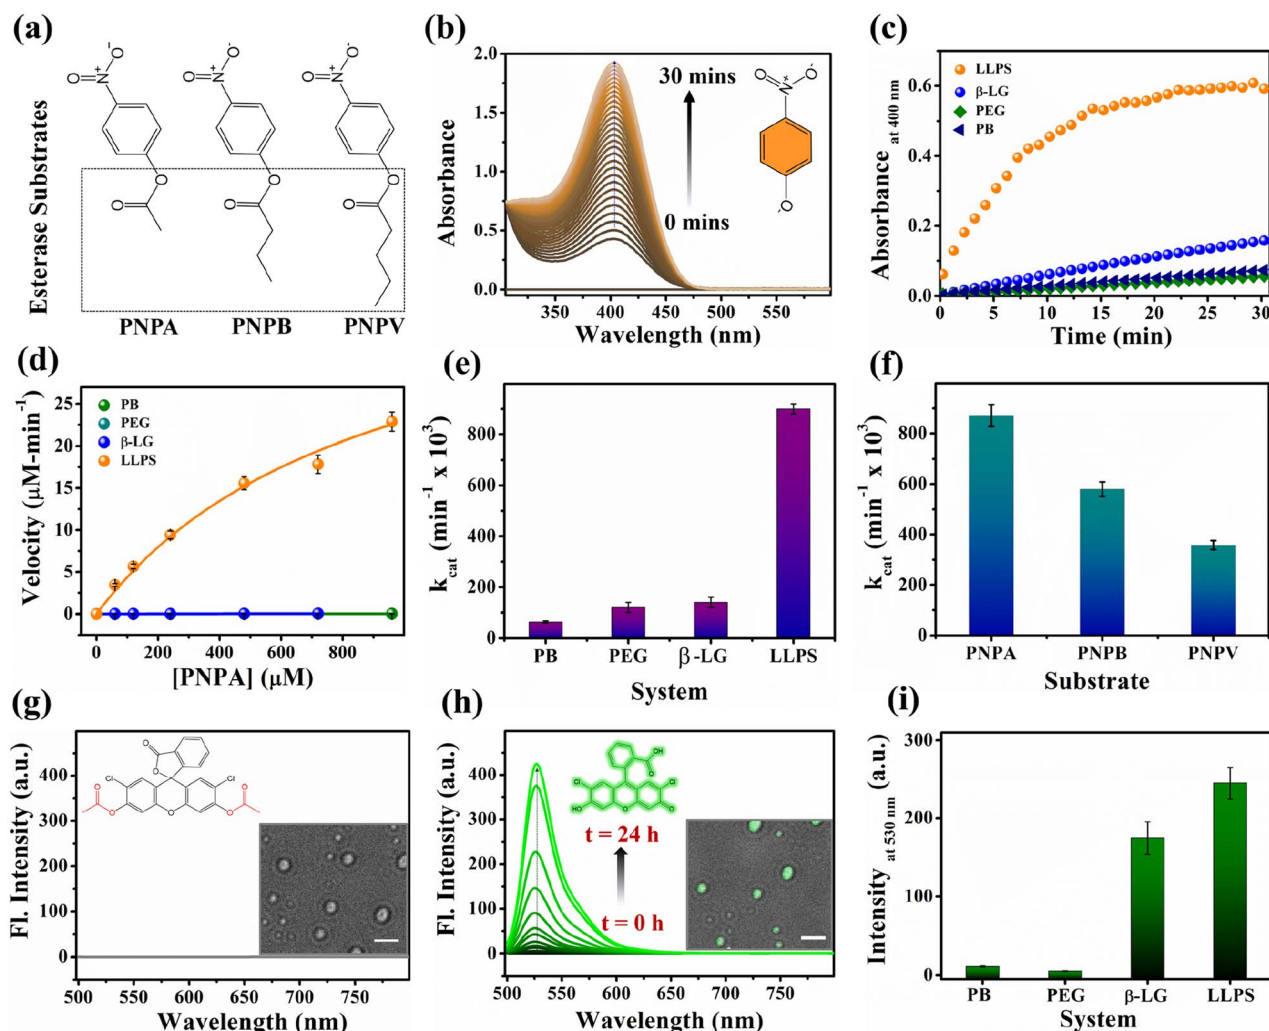 (a)
Esterase Substrates
O
N
+
O
-
O
N
+
O
-
O
N
+
O
-
O
O
O
O
O
O
PNPA PNPB PNPV
(b)
Absorbance
2.0
1.5
1.0
0.5
0.0
30 mins
0 mins
O
N
+
O
-
O
-
350 400 450 500 550
Wavelength (nm)
(c)
Absorbance at 400 nm
0.6
0.4
0.2
0.0
LLPS
β-LG
PEG
PB
0 5 10 15 20 25 30
Time (min)
(d)
Velocity (μM-min⁻¹)
25
20
15
10
5
0
PB
PEG
β-LG
LLPS
0 200 400 600 800
[PNPA] (μM)
(e)
kcat (min⁻¹ x 10³)
800
600
400
200
0
PB PEG β-LG LLPS
System
(f)
kcat (min⁻¹ x 10³)
800
600
400
200
0
PNPA PNPB PNPV
Substrate
(g)
Fl. Intensity (a.u.)
400
300
200
100
0
O
O
Cl Cl
O O
O O O
500 550 600 650 700 750
Wavelength (nm)
(h)
Fl. Intensity (a.u.)
400
300
200
100
0
OH
O
Cl Cl
HO O O
t = 24 h
t = 0 h
500 550 600 650 700 750
Wavelength (nm)
(i)
Intensity at 530 nm (a.u.)
300
200
100
0
PB PEG β-LG LLPS
System